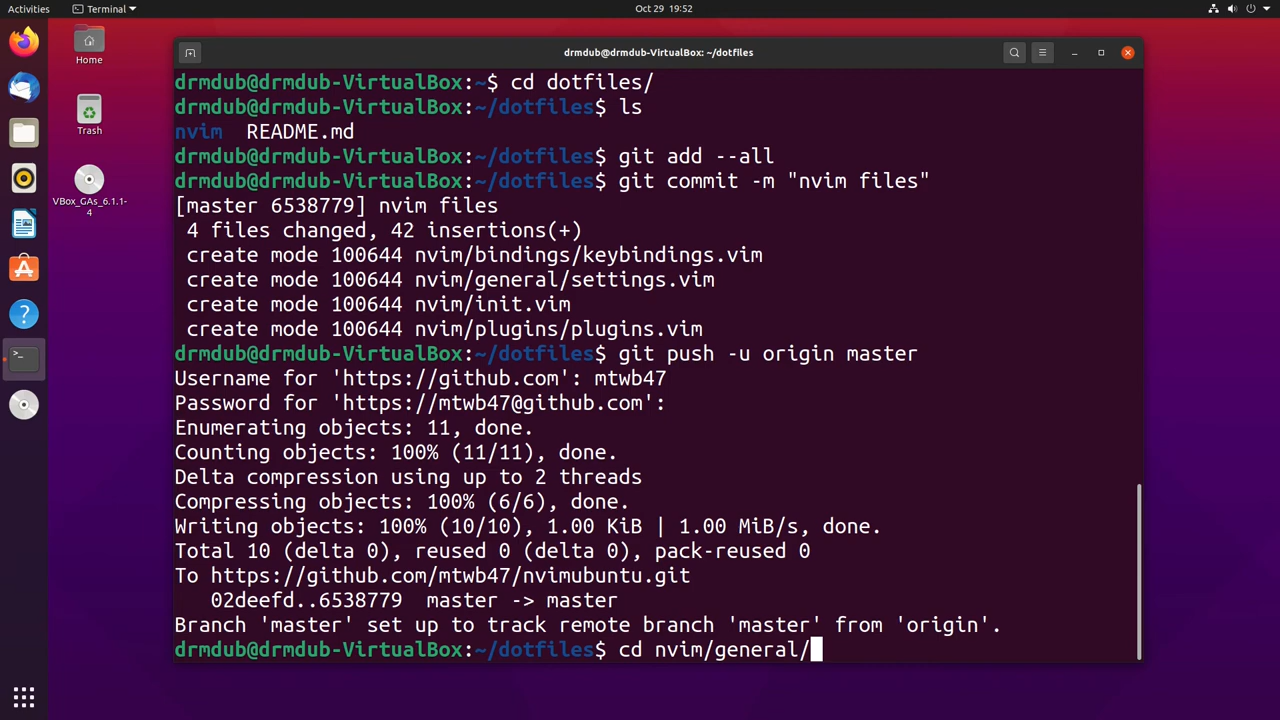 Activities
Terminal
Oct 29 19:52
Home
Trash
VBox_GAs_6.1.1-
4
drmdub@drmdub-VirtualBox: ~/dotfiles
drmdub@drmdub-VirtualBox:~$ cd dotfiles/
drmdub@drmdub-VirtualBox:~/dotfiles$ ls
nvim  README.md
drmdub@drmdub-VirtualBox:~/dotfiles$ git add --all
drmdub@drmdub-VirtualBox:~/dotfiles$ git commit -m "nvim files"
[master 6538779] nvim files
 4 files changed, 42 insertions(+)
 create mode 100644 nvim/bindings/keybindings.vim
 create mode 100644 nvim/general/settings.vim
 create mode 100644 nvim/init.vim
 create mode 100644 nvim/plugins/plugins.vim
drmdub@drmdub-VirtualBox:~/dotfiles$ git push -u origin master
Username for 'https://github.com': mtwb47
Password for 'https://mtwb47@github.com':
Enumerating objects: 11, done.
Counting objects: 100% (11/11), done.
Delta compression using up to 2 threads
Compressing objects: 100% (6/6), done.
Writing objects: 100% (10/10), 1.00 KiB | 1.00 MiB/s, done.
Total 10 (delta 0), reused 0 (delta 0), pack-reused 0
To https://github.com/mtwb47/nvimubuntu.git
   02deefd..6538779  master -> master
Branch 'master' set up to track remote branch 'master' from 'origin'.
drmdub@drmdub-VirtualBox:~/dotfiles$ cd nvim/general/